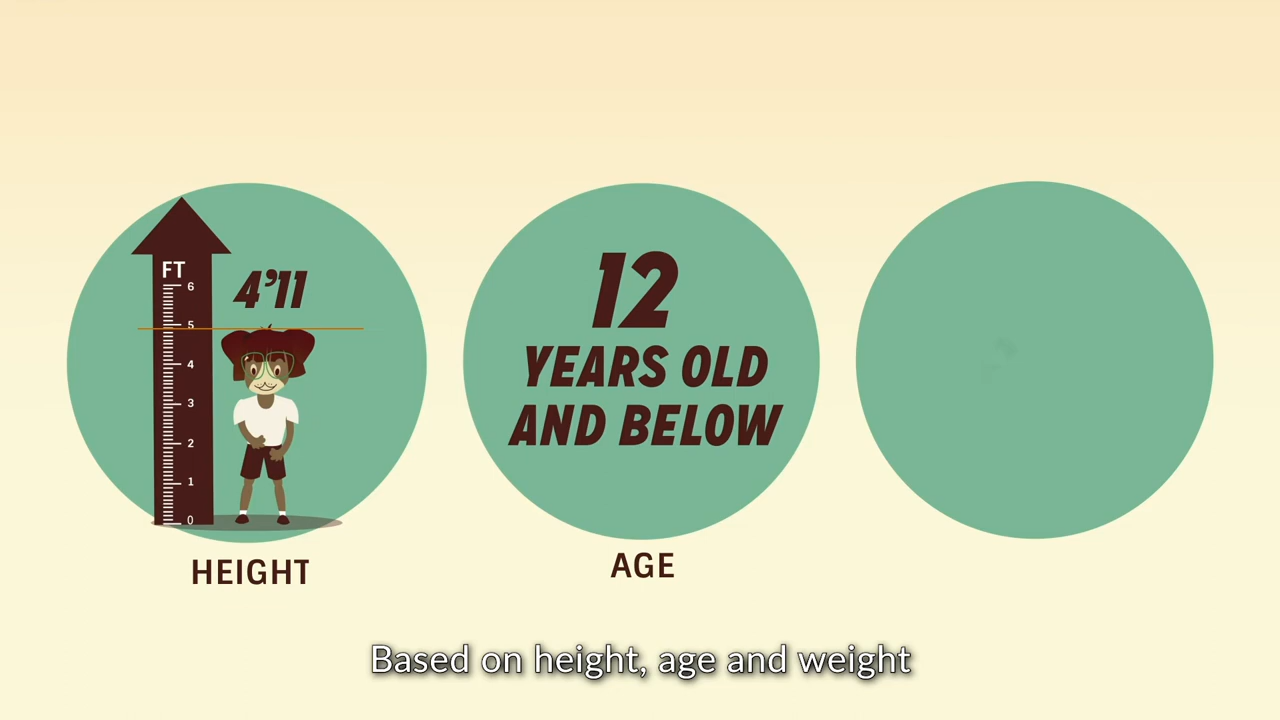 FT
6
5
4
3
2
1
0
4'11
HEIGHT
12
YEARS OLD
AND BELOW
AGE
Based on height, age and weight